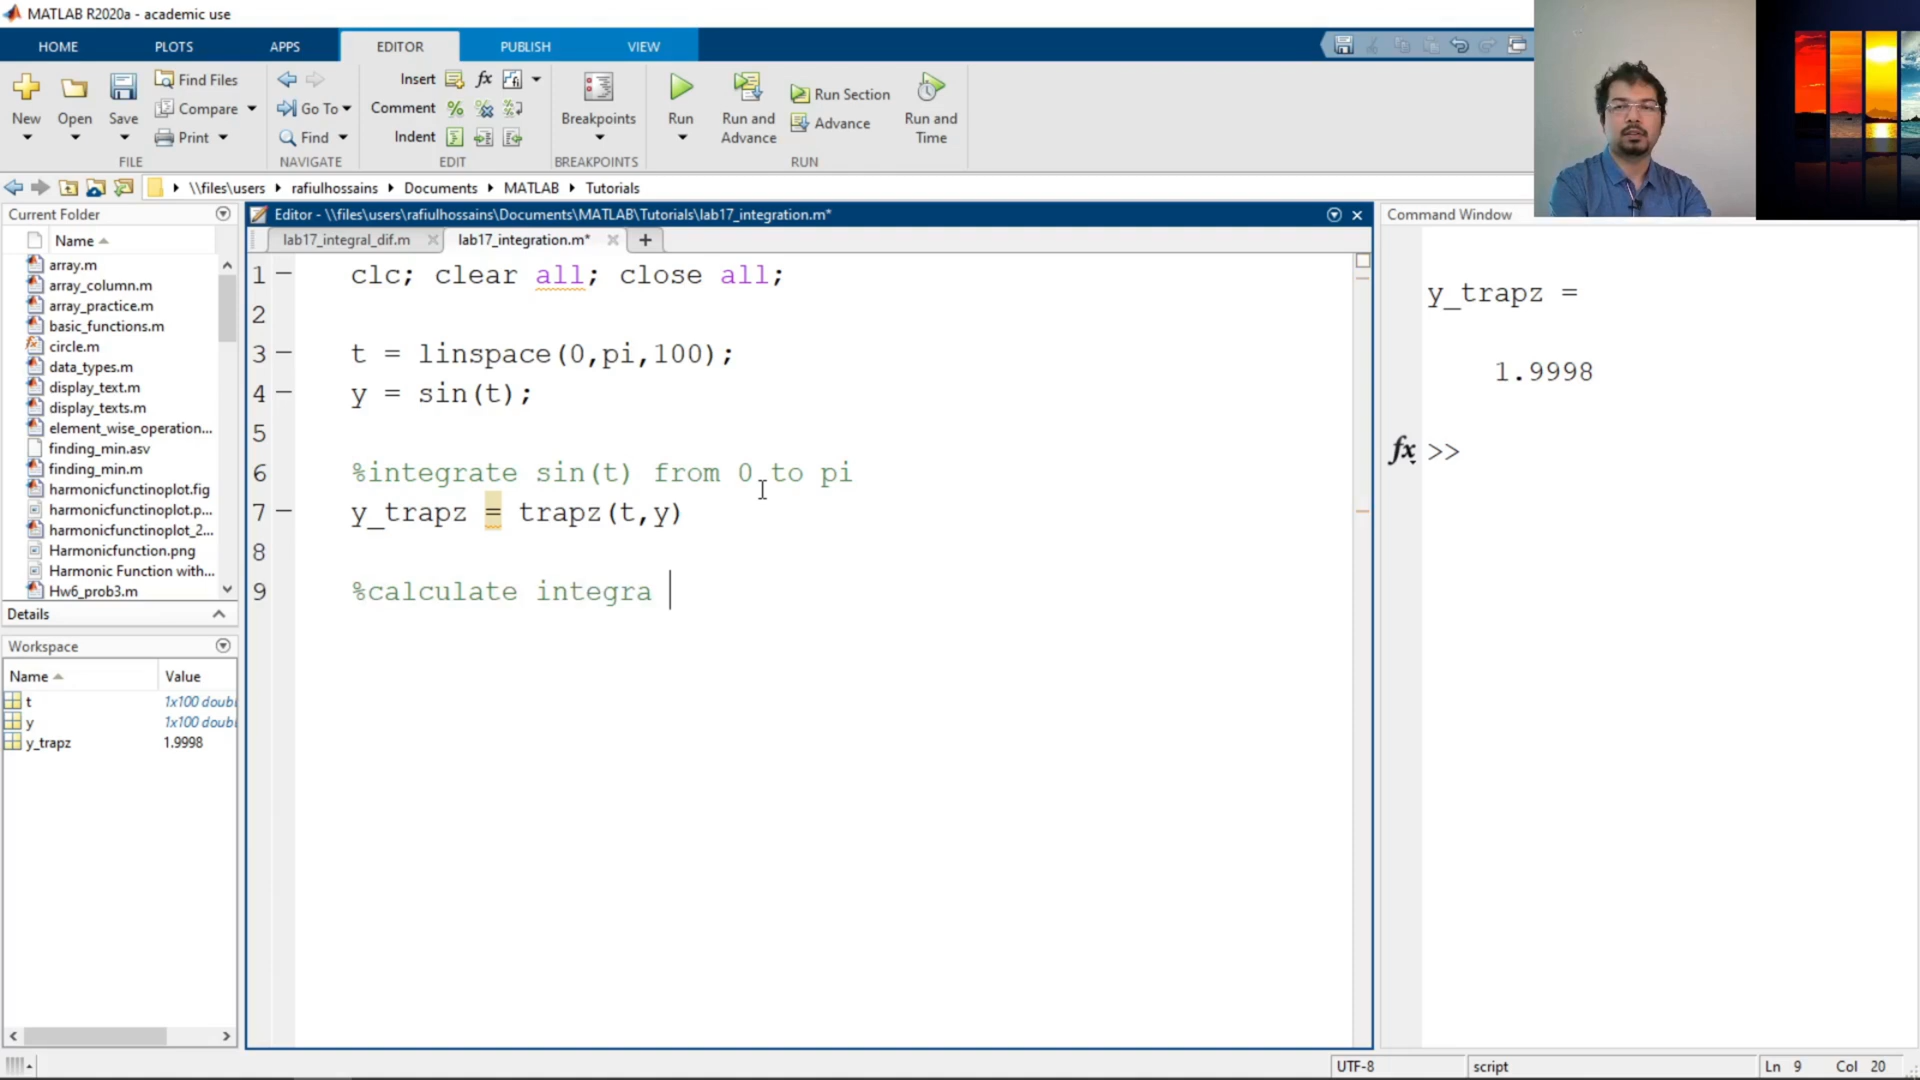 MATLAB R2020a - academic use
HOME PLOTS APPS EDITOR PUBLISH VIEW
New Open Save Find Files Compare Print
FILE
Go To Find
NAVIGATE
Insert fx
Comment %
Indent
EDIT
Breakpoints
BREAKPOINTS
Run Run and Advance Run Section Advance Run and Time
RUN
\\files\users rafiulhossains Documents MATLAB Tutorials
Current Folder
Name
array.m
array_column.m
array_practice.m
basic_functions.m
circle.m
data_types.m
display_text.m
display_texts.m
element_wise_operation...
finding_min.asv
finding_min.m
harmonicfunctinoplot.fig
harmonicfunctinoplot.p...
harmonicfunctinoplot_2...
Harmonicfunction.png
Harmonic Function with...
Hw6_prob3.m
Details
Workspace
Name Value
t 1x100 doubl
y 1x100 doubl
y_trapz 1.9998
Editor - \\files\users\rafiulhossains\Documents\MATLAB\Tutorials\lab17_integration.m*
lab17_integral_dif.m lab17_integration.m* +
1 clc; clear all; close all;
2
3 t = linspace(0,pi,100);
4 y = sin(t);
5
6 %integrate sin(t) from 0 to pi
7 y_trapz = trapz(t,y)
8
9 %calculate integra
Command Window
y_trapz =
1.9998
fx >>
UTF-8 script Ln 9 Col 20